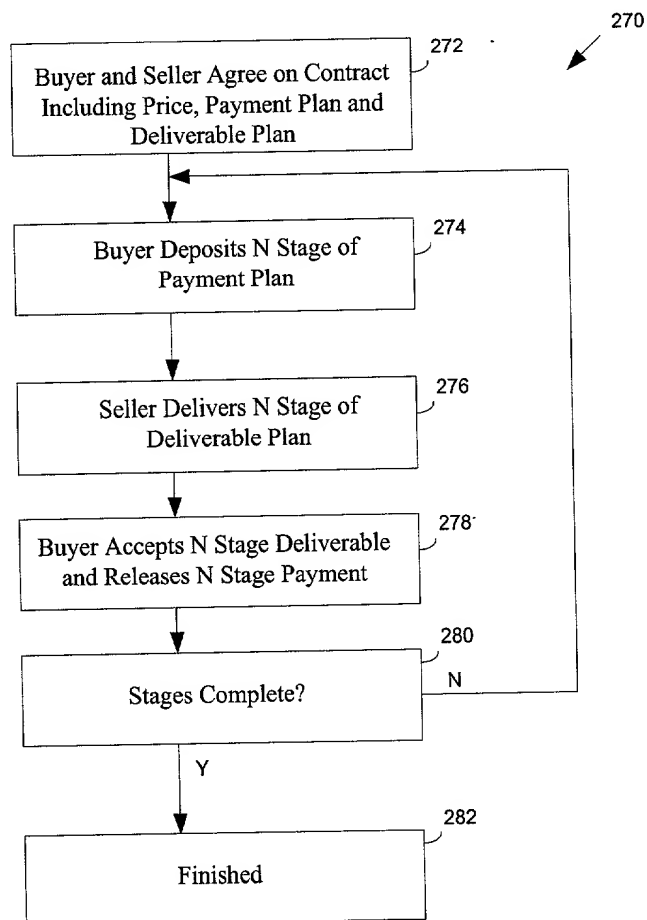 270
272
Buyer and Seller Agree on Contract
Including Price, Payment Plan and
Deliverable Plan
274
Buyer Deposits N Stage of
Payment Plan
276
Seller Delivers N Stage of
Deliverable Plan
278
Buyer Accepts N Stage Deliverable
and Releases N Stage Payment
280
Stages Complete?
N
Y
282
Finished